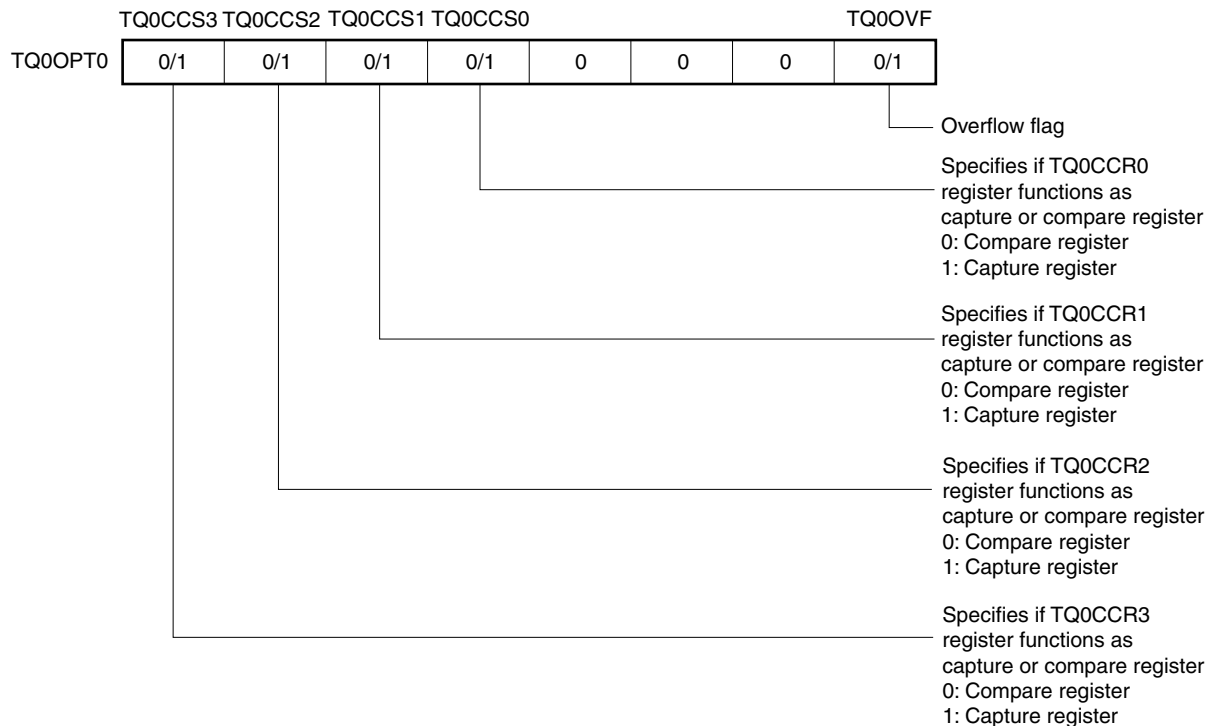 TQ0CCS3 TQ0CCS2 TQ0CCS1 TQ0CCS0 TQ0OVF
TQ0OPT0 0/1 0/1 0/1 0/1 0 0 0 0/1
Overflow flag
Specifies if TQ0CCR0
register functions as
capture or compare register
0: Compare register
1: Capture register
Specifies if TQ0CCR1
register functions as
capture or compare register
0: Compare register
1: Capture register
Specifies if TQ0CCR2
register functions as
capture or compare register
0: Compare register
1: Capture register
Specifies if TQ0CCR3
register functions as
capture or compare register
0: Compare register
1: Capture register